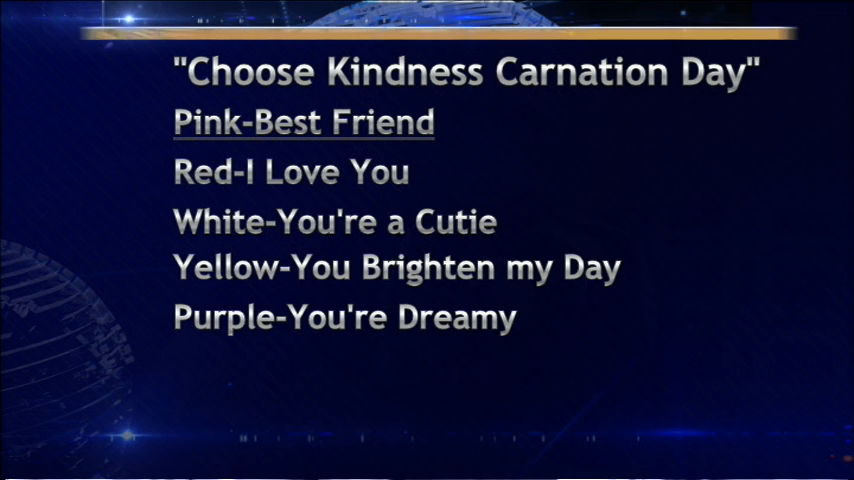 "Choose Kindness Carnation Day"
Pink-Best Friend
Red-I Love You
White-You're a Cutie
Yellow-You Brighten my Day
Purple-You're Dreamy